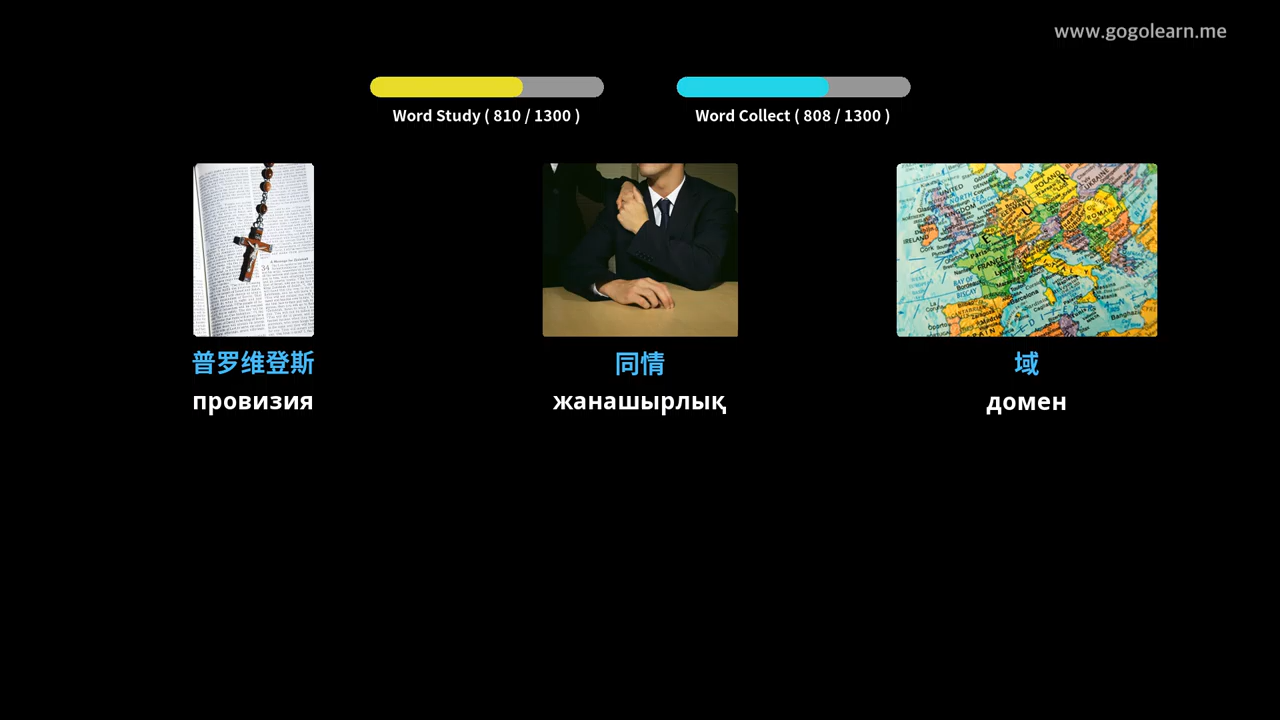 www.gogolearn.me
Word Study ( 810 / 1300 )
Word Collect ( 808 / 1300 )
普罗维登斯
провизия
同情
жанашырлық
域
домен